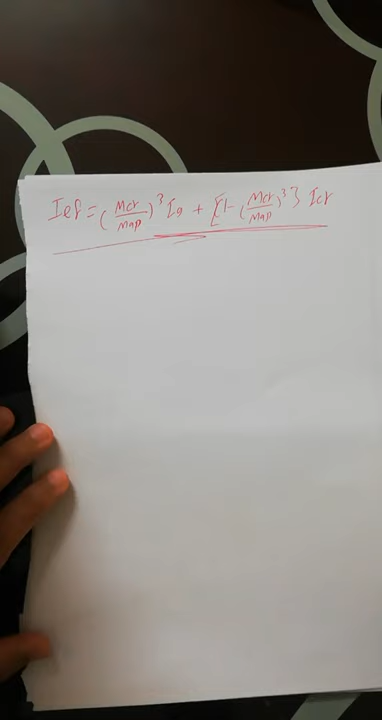 Ief = (Mcr/Map)³ Ig + [1- (Mcr/Map)³} Icr